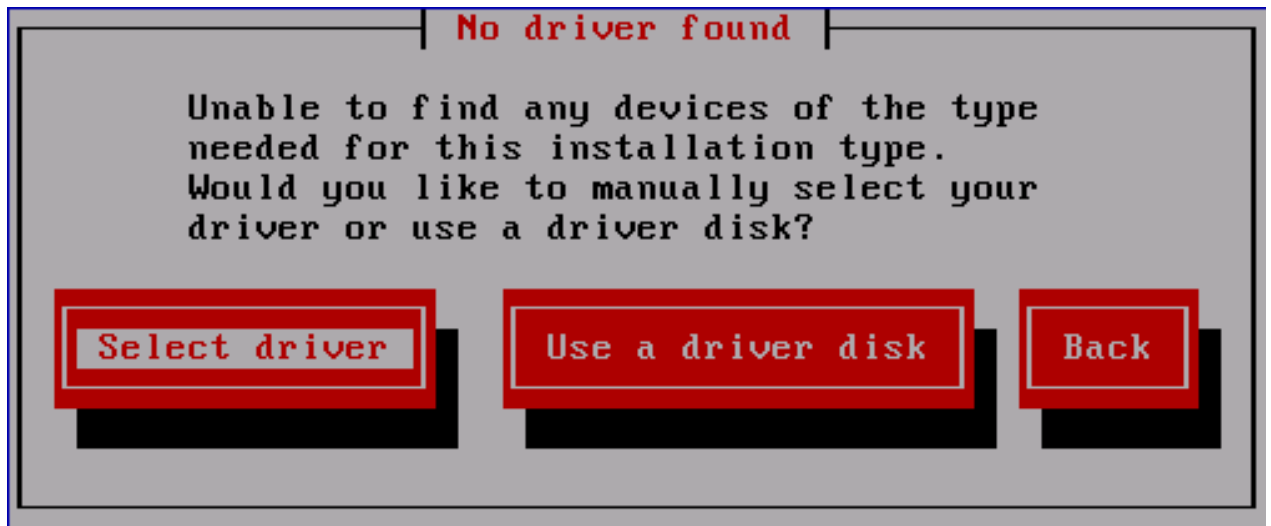 No driver found
Unable to find any devices of the type
needed for this installation type.
Would you like to manually select your
driver or use a driver disk?
Select driver
Use a driver disk
Back